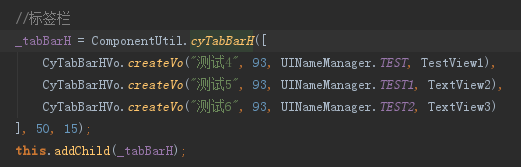 //标签栏
_tabBarH = ComponentUtil.cyTabBarH([
CyTabBarHVo.createVo("测试4", 93, UINameManager.TEST, TestView1),
CyTabBarHVo.createVo("测试5", 93, UINameManager.TEST1, TextView2),
CyTabBarHVo.createVo("测试6", 93, UINameManager.TEST2, TextView3)
], 50, 15);
this.addChild(_tabBarH);